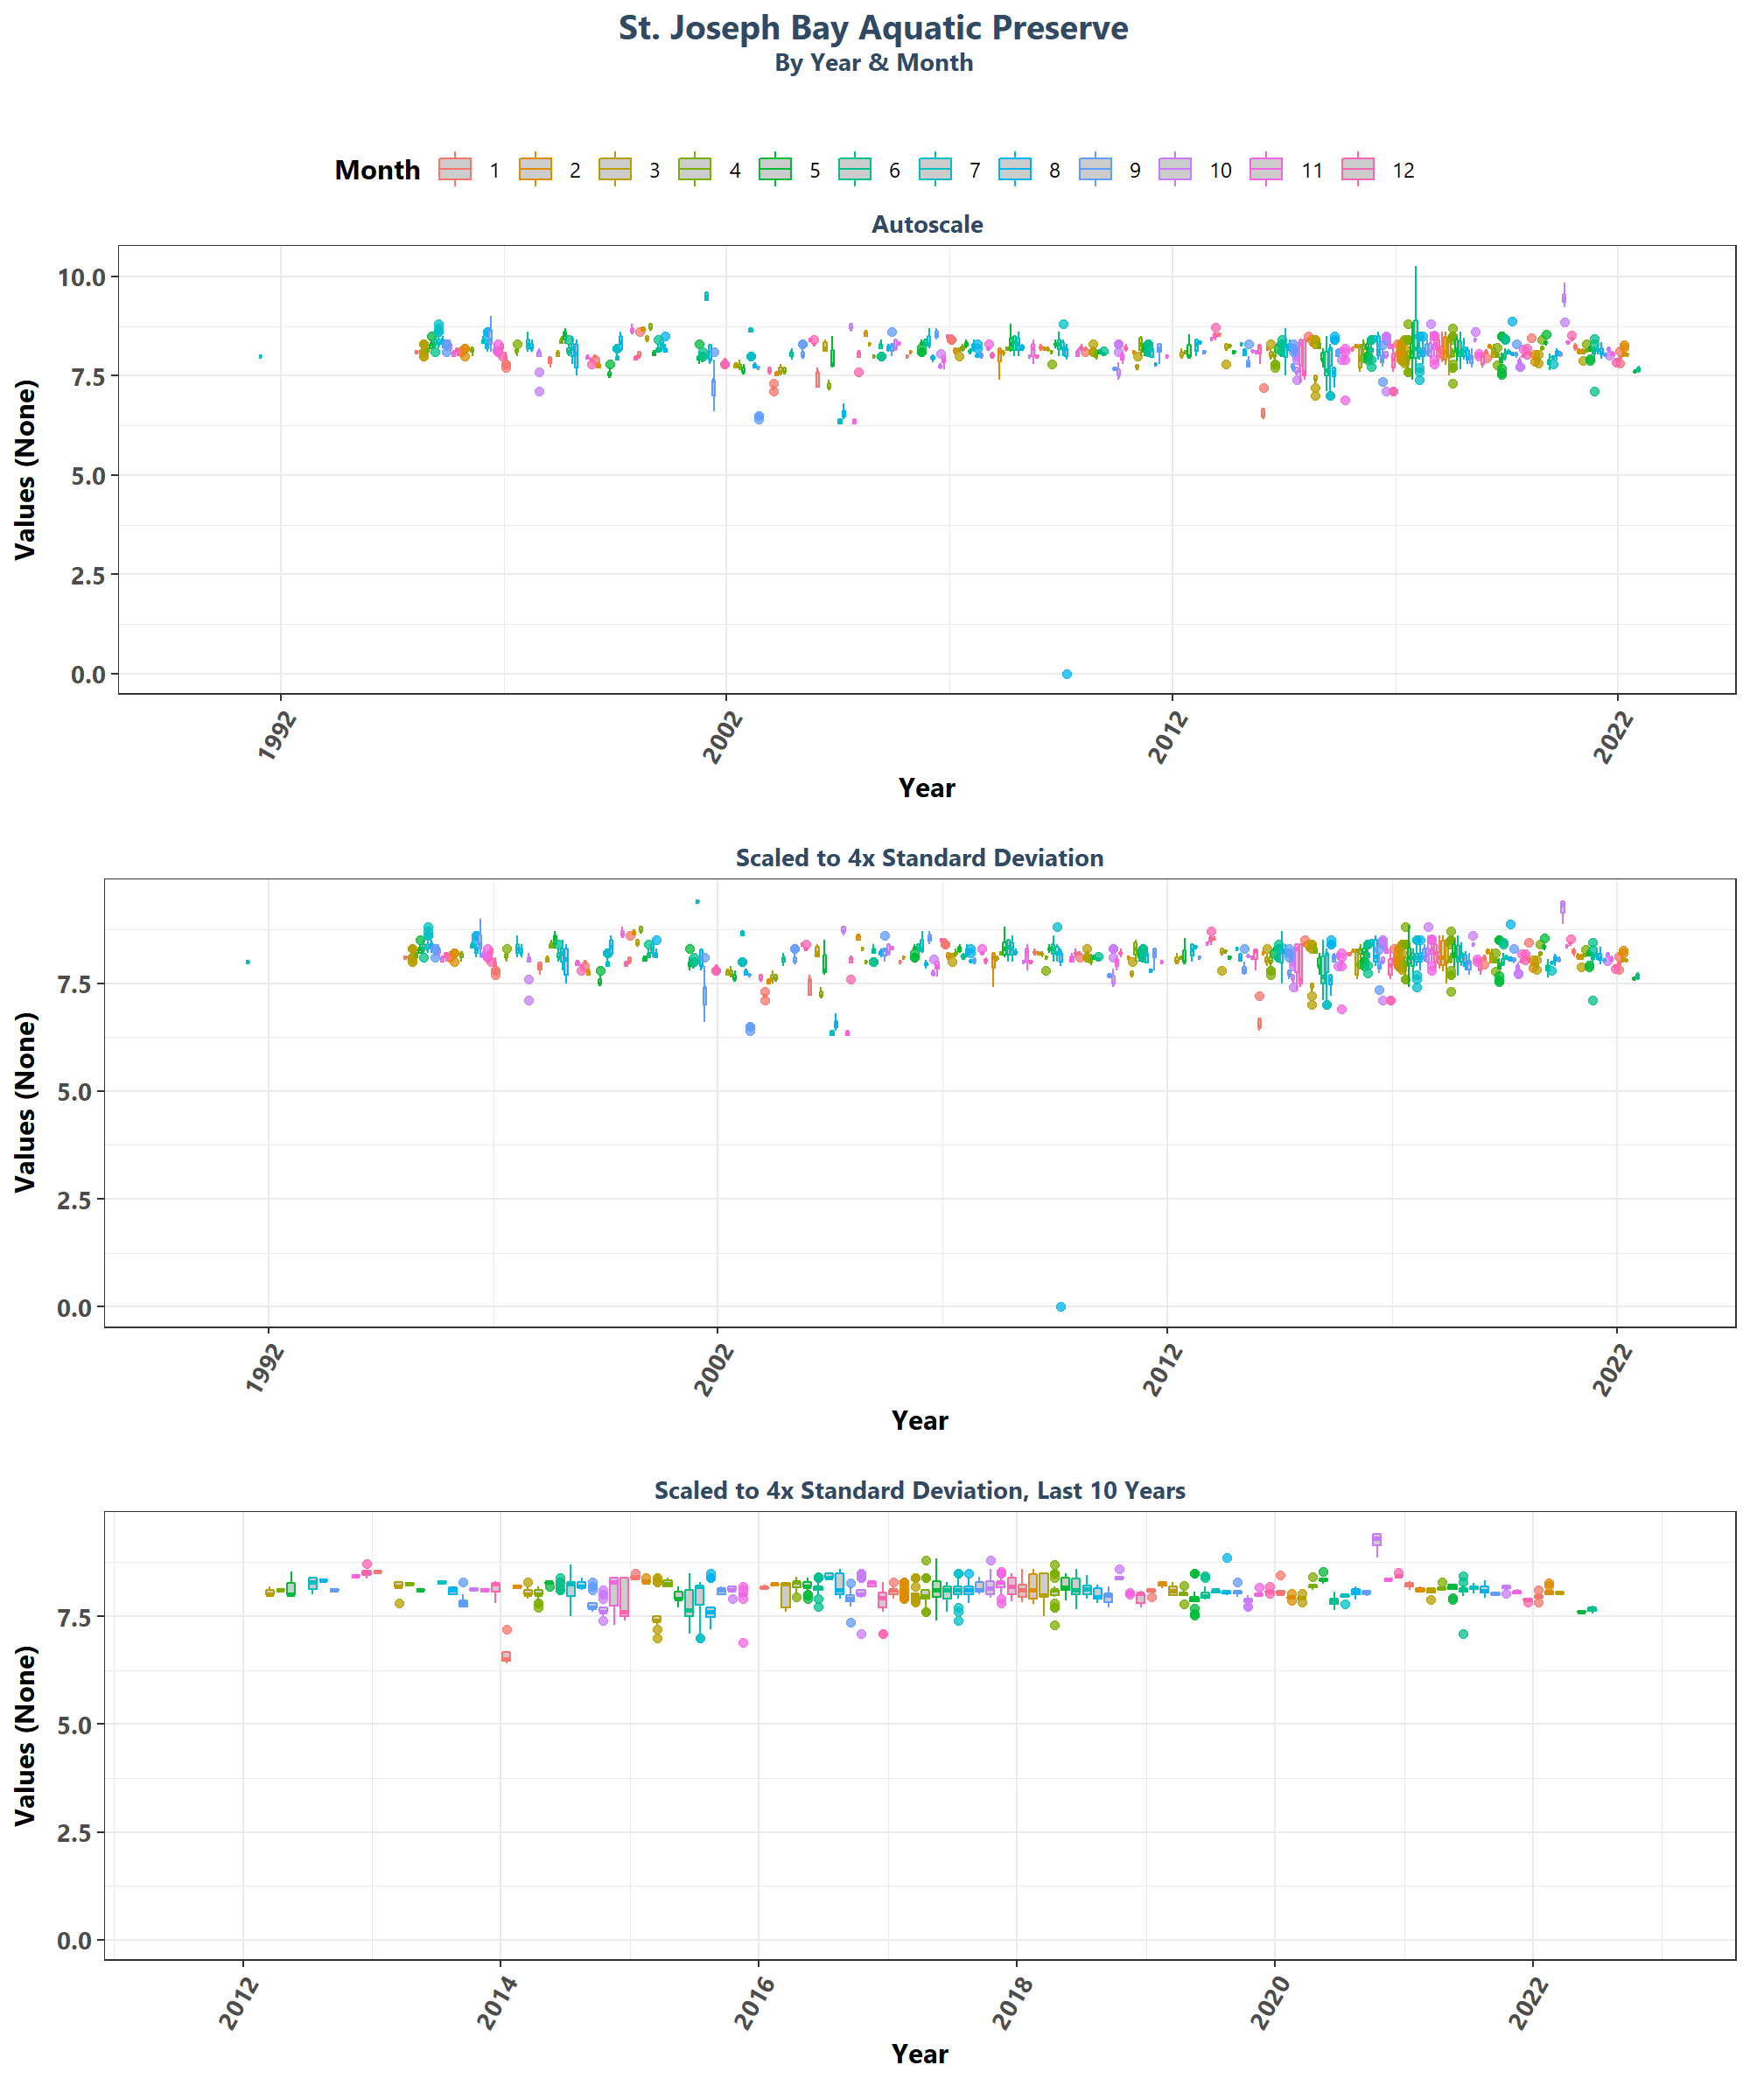 St. Joseph Bay Aquatic Preserve
By Year & Month
Month 1 2 3 4 5 6 7 8 9 10 11 12
Autoscale
Values (None)
10.0
7.5
5.0
2.5
0.0
1992 2002 2012 2022
Year
Scaled to 4x Standard Deviation
Values (None)
7.5
5.0
2.5
0.0
1992 2002 2012 2022
Year
Scaled to 4x Standard Deviation, Last 10 Years
Values (None)
7.5
5.0
2.5
0.0
2012 2014 2016 2018 2020 2022
Year